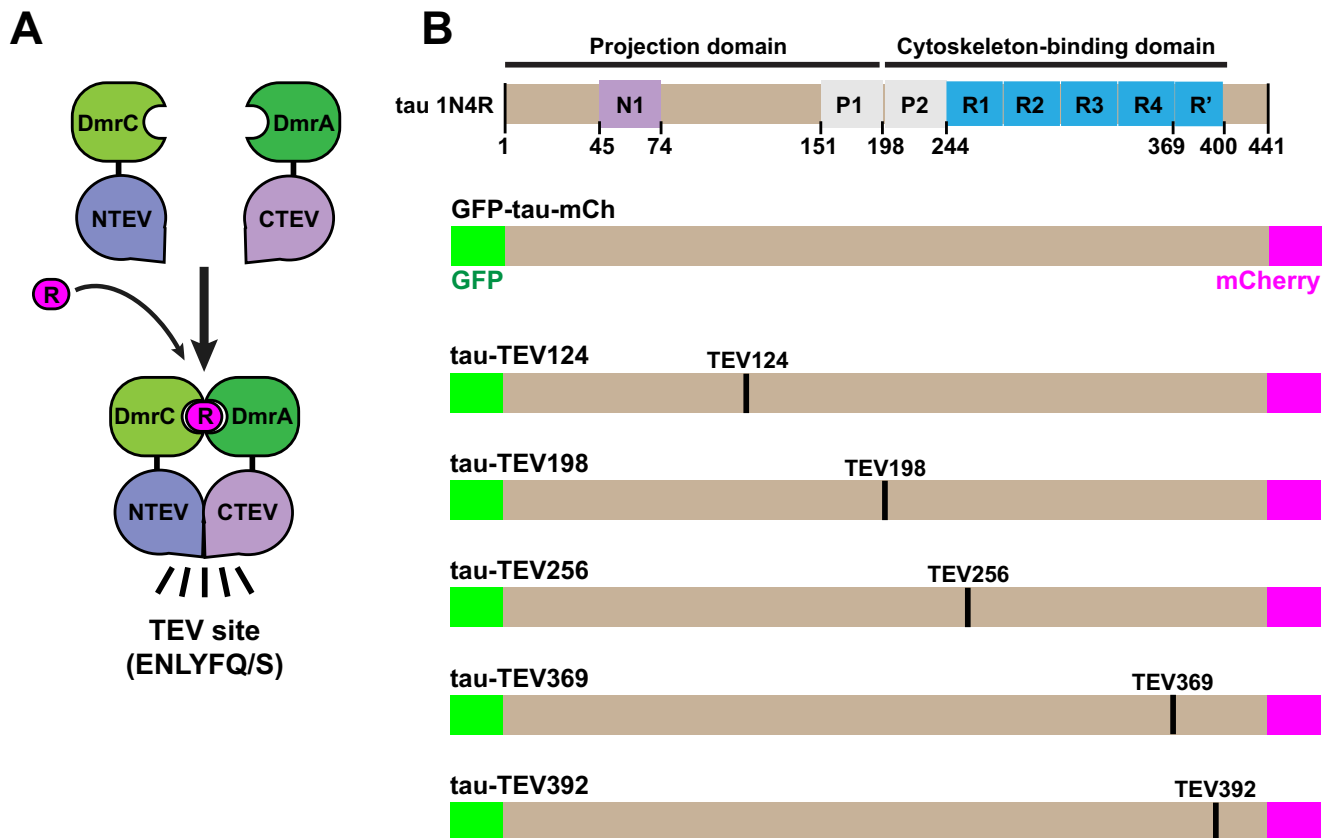 A
DmrC
DmrA
NTEV
CTEV
R
DmrC
R
DmrA
NTEV
CTEV
TEV site
(ENLYFQ/S)
B
Projection domain
Cytoskeleton-binding domain
tau 1N4R
N1
P1
P2
R1
R2
R3
R4
R’
1
45
74
151
198
244
369
400
441
GFP-tau-mCh
GFP
mCherry
tau-TEV124
TEV124
tau-TEV198
TEV198
tau-TEV256
TEV256
tau-TEV369
TEV369
tau-TEV392
TEV392